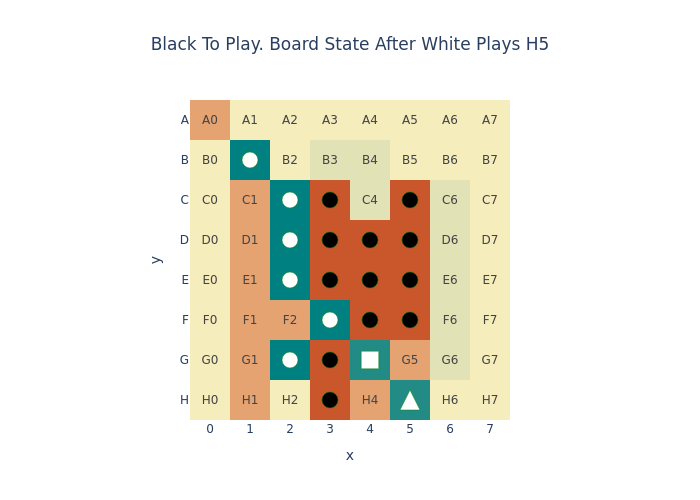 Black To Play. Board State After White Plays H5
A A0 A1 A2 A3 A4 A5 A6 A7
B B0 B2 B3 B4 B5 B6 B7
C C0 C1 C4 C6 C7
D D0 D1 D6 D7
E E0 E1 E6 E7
F F0 F1 F2 F6 F7
G G0 G1 G5 G6 G7
H H0 H1 H2 H4 H6 H7
0 1 2 3 4 5 6 7
x
y